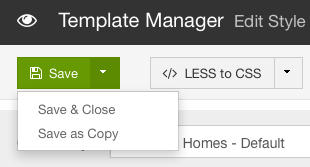 Template Manager Edit Style
Save </> LESS to CSS
Save & Close
Save as Copy
Homes - Default